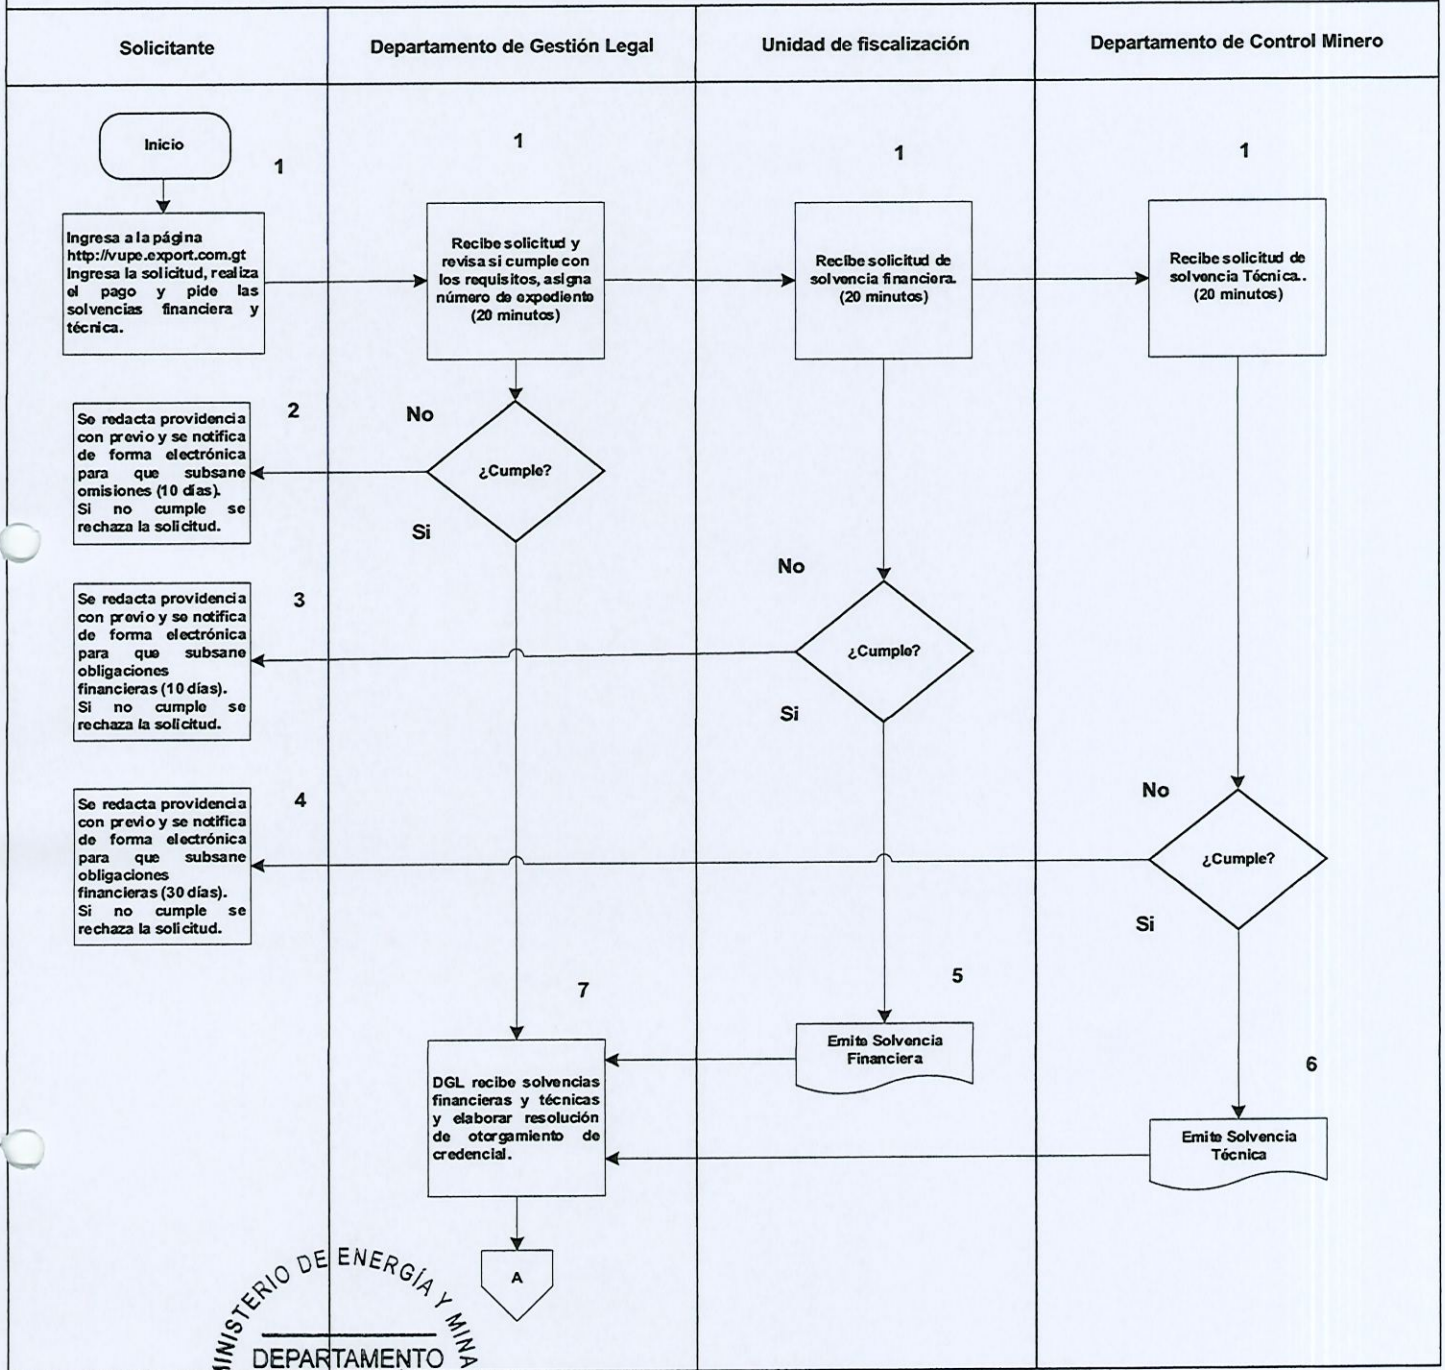 Solicitante
Departamento de Gestión Legal
Unidad de fiscalización
Departamento de Control Minero
Inicio
1
1
1
1
Ingresa a la página
http://vupe.export.com.gt
Ingresa la solicitud, realiza
el pago y pide las
solvencias financiera y
técnica.
Recibe solicitud y
revisa si cumple con
los requisitos, asigna
número de expediente
(20 minutos)
Recibe solicitud de
solvencia financiera.
(20 minutos)
Recibe solicitud de
solvencia Técnica..
(20 minutos)
Se redacta providencia
con previo y se notifica
de forma electrónica
para que subsane
omisiones (10 días).
Si no cumple se
rechaza la solicitud.
2
No
¿Cumple?
Si
Se redacta providencia
con previo y se notifica
de forma electrónica
para que subsane
obligaciones
financieras (10 días).
Si no cumple se
rechaza la solicitud.
3
No
¿Cumple?
Si
Se redacta providencia
con previo y se notifica
de forma electrónica
para que subsane
obligaciones
financieras (30 días).
Si no cumple se
rechaza la solicitud.
4
No
¿Cumple?
Si
7
5
Emite Solvencia
Financiera
6
DGL recibe solvencias
financieras y técnicas
y elaborar resolución
de otorgamiento de
credencial.
Emite Solvencia
Técnica
A
MINISTERIO DE ENERGÍA Y MINA
DEPARTAMENTO